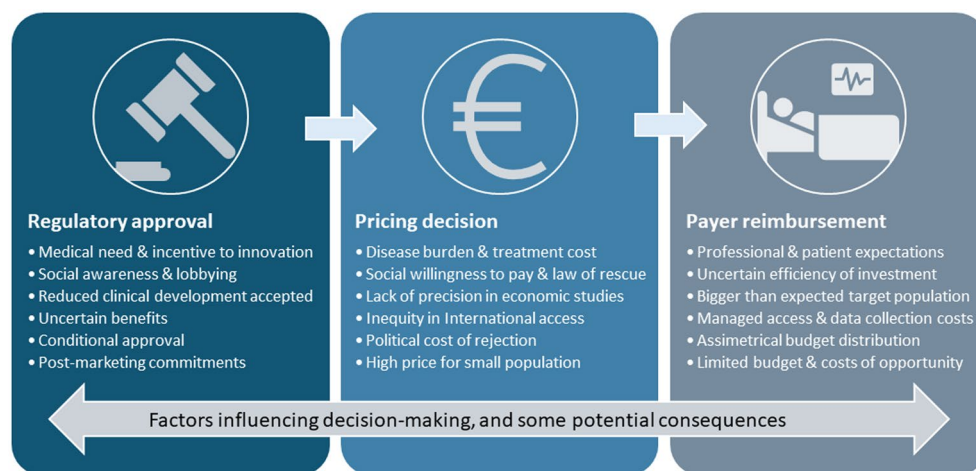 Regulatory approval
• Medical need & incentive to innovation
• Social awareness & lobbying
• Reduced clinical development accepted
• Uncertain benefits
• Conditional approval
• Post-marketing commitments
Pricing decision
• Disease burden & treatment cost
• Social willingness to pay & law of rescue
• Lack of precision in economic studies
• Inequity in International access
• Political cost of rejection
• High price for small population
Payer reimbursement
• Professional & patient expectations
• Uncertain efficiency of investment
• Bigger than expected target population
• Managed access & data collection costs
• Assimetrical budget distribution
• Limited budget & costs of opportunity
Factors influencing decision-making, and some potential consequences